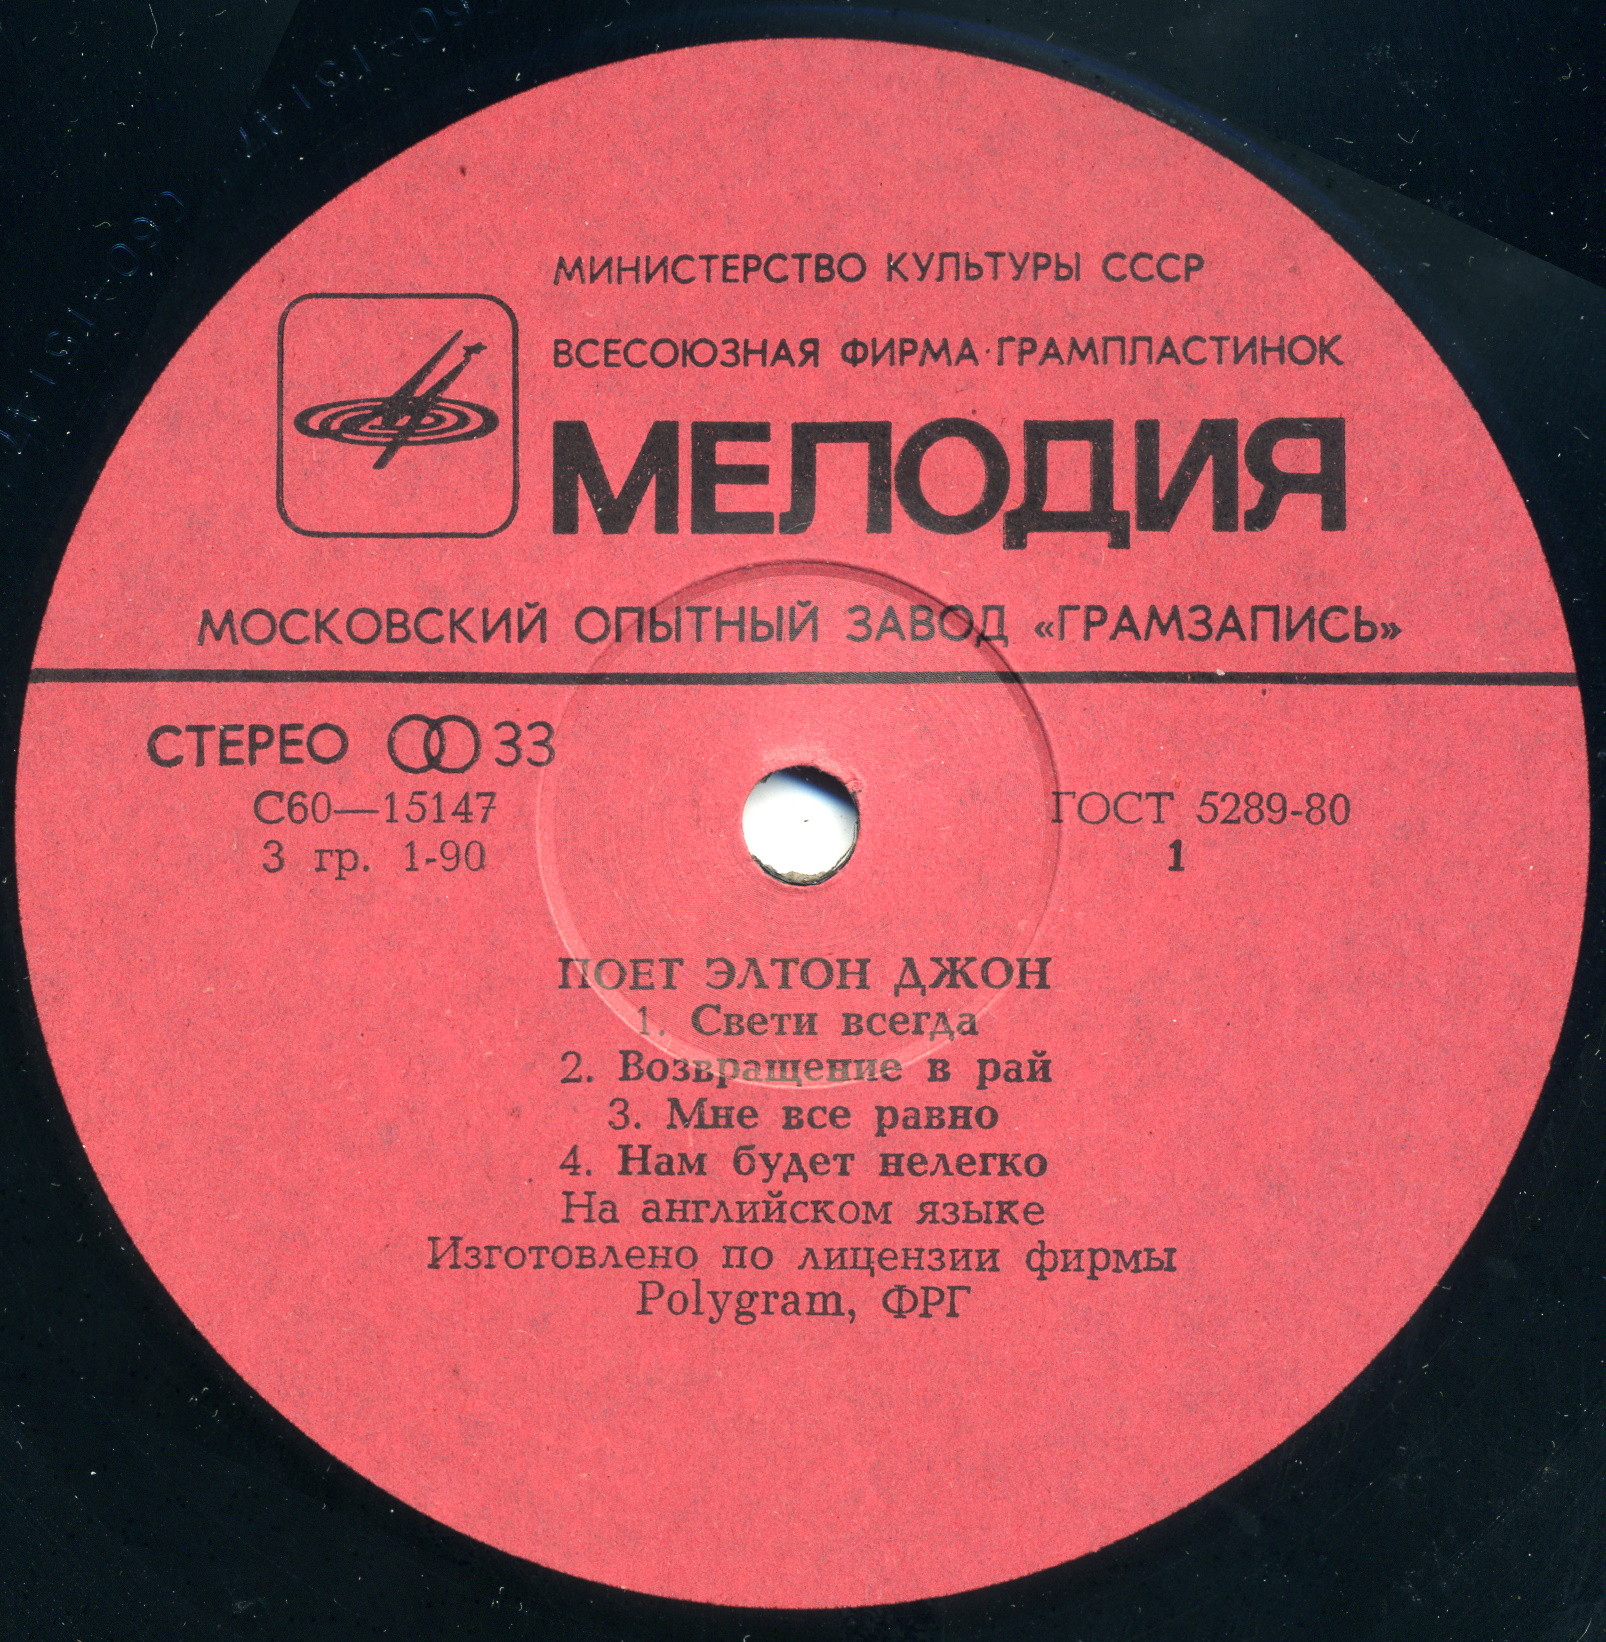 МИНИСТЕРСТВО КУЛЬТУРЫ СССР
ВСЕСОЮЗНАЯ ФИРМА·ГРАМПЛАСТИНОК
МЕЛОДИЯ
МОСКОВСКИЙ ОПЫТНЫЙ ЗАВОД «ГРАМЗАПИСЬ»
СТЕРЕО 33
С60—15147
3 гр. 1-90
ГОСТ 5289-80
1
ПОЕТ ЭЛТОН ДЖОН
1. Свети всегда
2. Возвращение в рай
3. Мне все равно
4. Нам будет нелегко
На английском языке
Изготовлено по лицензии фирмы
Polygram, ФРГ